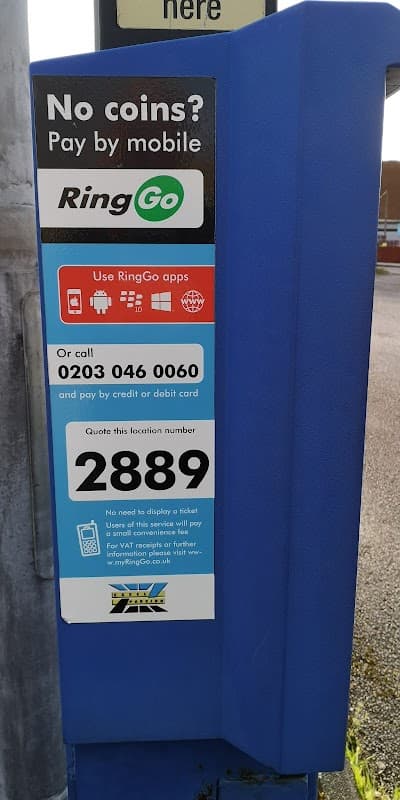 here
No coins?
Pay by mobile
RingGo
Use RingGo apps
10
www
Or call
0203 046 0060
and pay by credit or debit card
Quote this location number
2889
No need to display a ticket
Users of this service will pay
a small convenience fee
For VAT receipts or further
information please visit ww-
w.myRingGo.co.uk